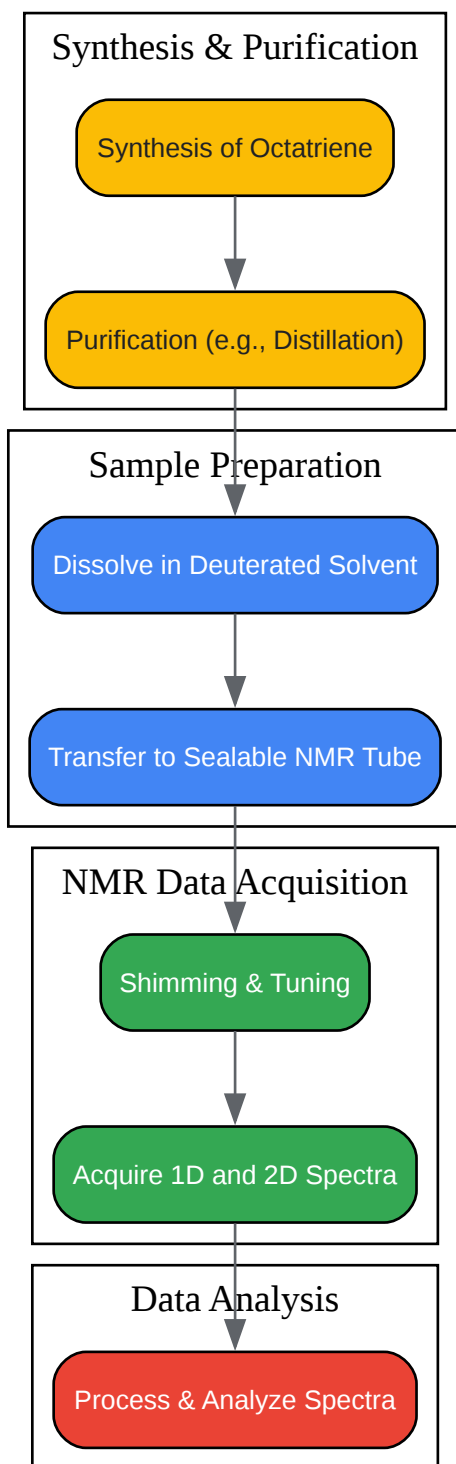 Synthesis & Purification
Synthesis of Octatriene
Purification (e.g., Distillation)
Sample Preparation
Dissolve in Deuterated Solvent
Transfer to Sealable NMR Tube
NMR Data Acquisition
Shimming & Tuning
Acquire 1D and 2D Spectra
Data Analysis
Process & Analyze Spectra